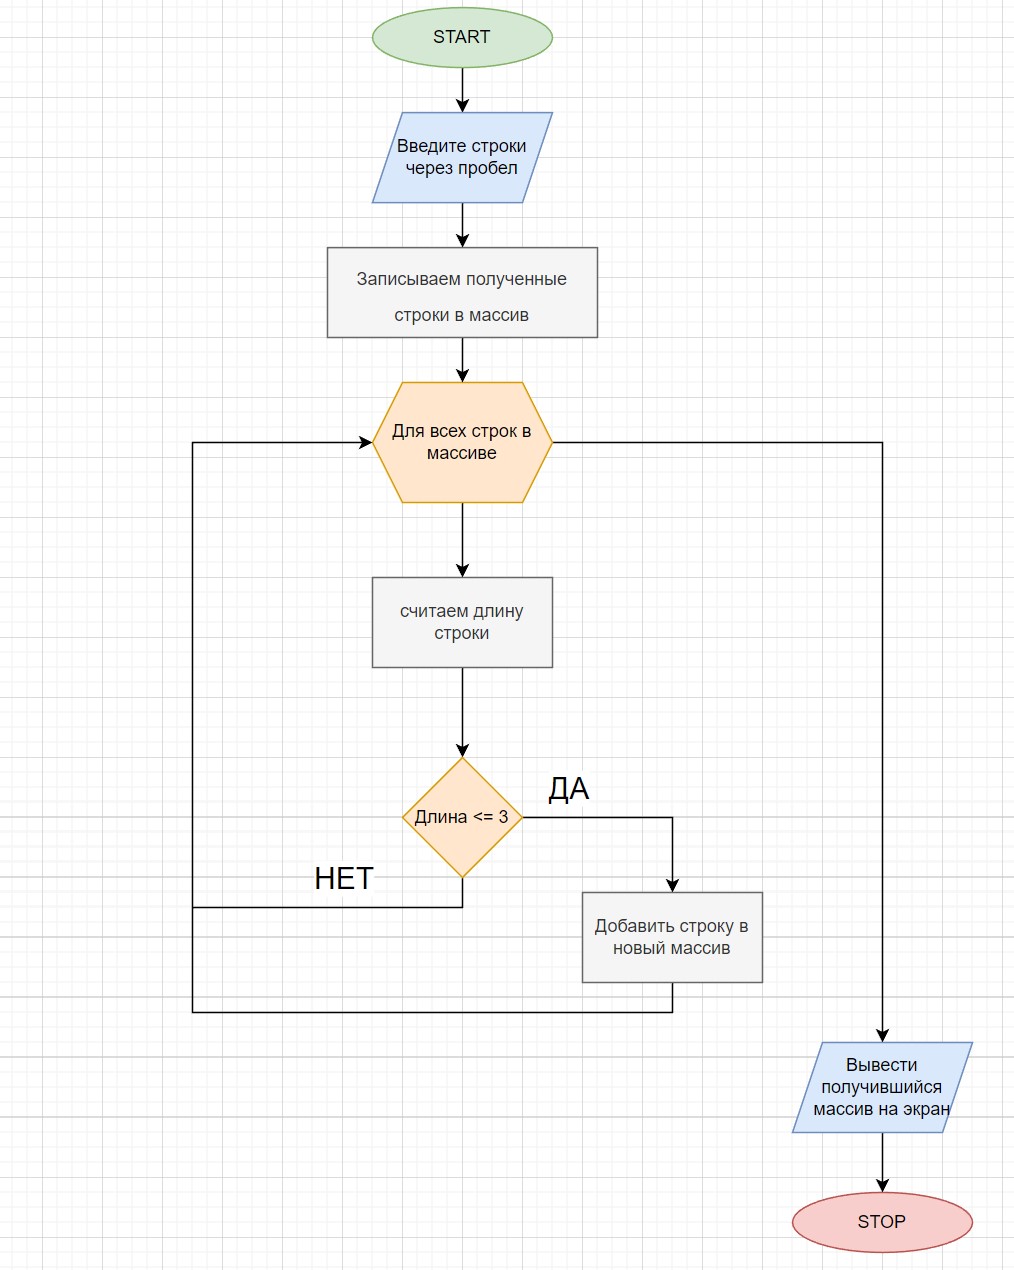 START
Введите строки
через пробел
Записываем полученные
строки в массив
Для всех строк в
массиве
считаем длину
строки
Длина <= 3
ДА
НЕТ
Добавить строку в
новый массив
Вывести
получившийся
массив на экран
STOP